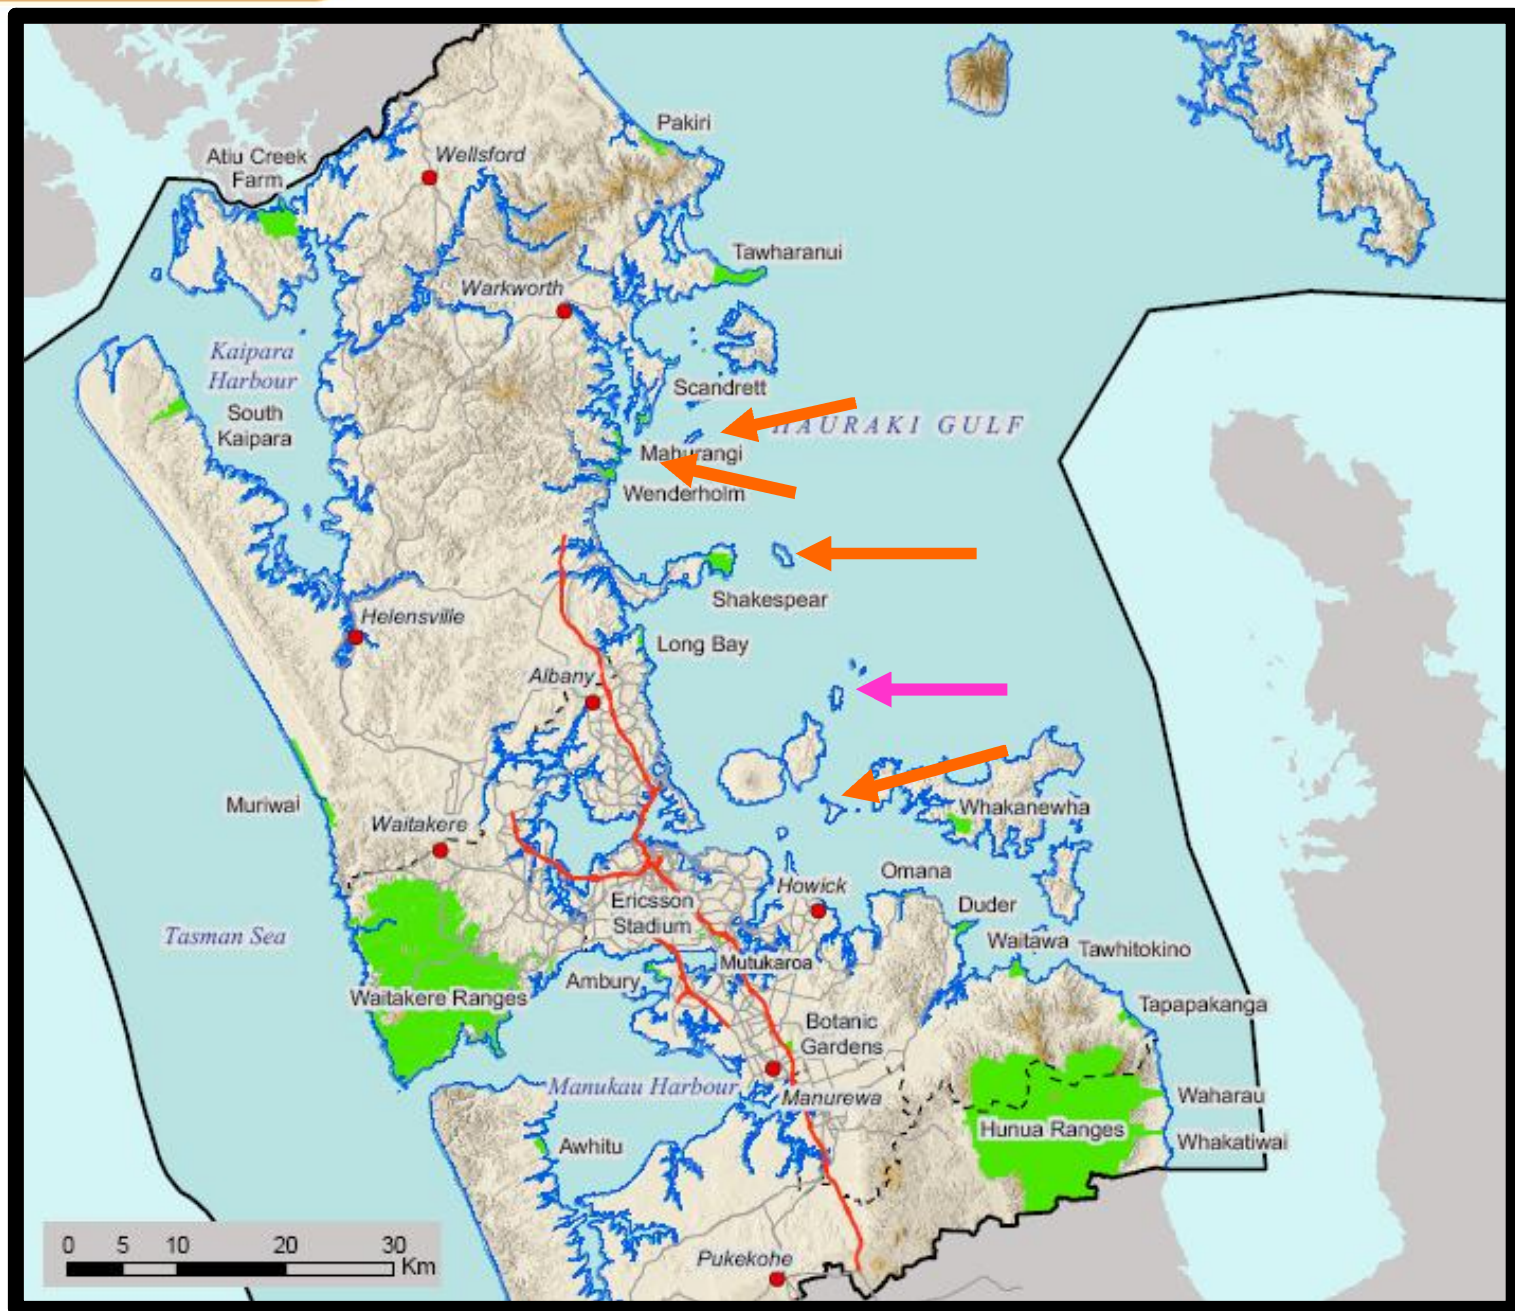 Pakiri
Wellsford
Atiu Creek
Farm
Tawharanui
Warkworth
Kaipara
Harbour
Scandrett
South
Kaipara
HAURAKI GULF
Mahurangi
Wenderholm
Shakespear
Helensville
Long Bay
Albany
Muriwai
Waitakere
Whakanewha
Omana
Howick
Ericsson
Stadium
Duder
Tasman Sea
Waitawa
Tawhitokino
Mutukaroa
Ambury
Waitakere Ranges
Tapapakanga
Botanic
Gardens
Manukau Harbour
Manurewa
Waharau
Hunua Ranges
Whakatiwai
Awhitu
0 5 10 20 30
Km
Pukekohe